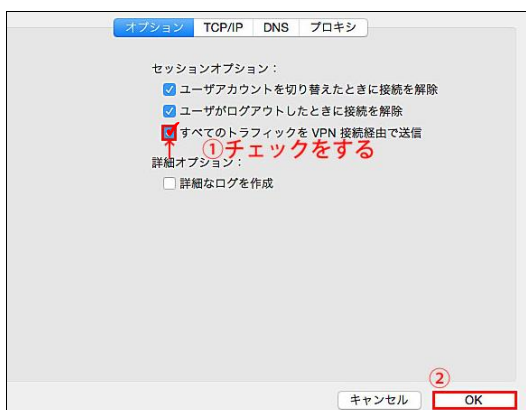 オプション TCP/IP DNS プロキシ
セッションオプション：
ユーザアカウントを切り替えたときに接続を解除
ユーザがログアウトしたときに接続を解除
すべてのトラフィックを VPN 接続経由で送信
①チェックをする
詳細オプション：
詳細なログを作成
②
キャンセル OK